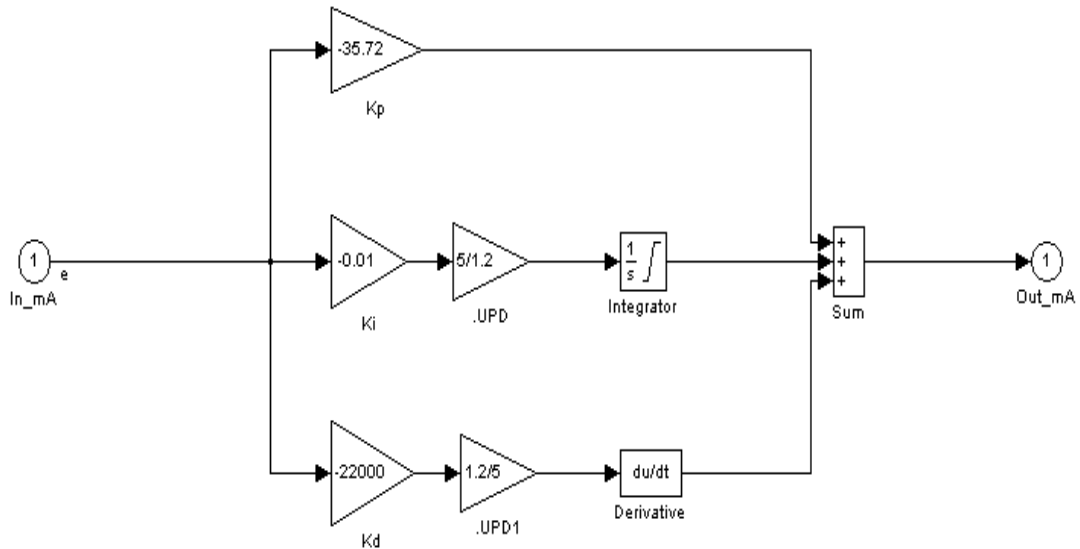 -35.72
Kp
1
e
In_mA
-0.01
Ki
5/1.2
.UPD
1
s
Integrator
+
+
+
Sum
1
Out_mA
-22000
Kd
1.2/5
.UPD1
du/dt
Derivative